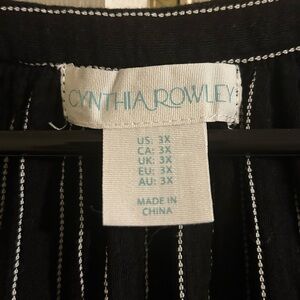 CYNTHIA ROWLEY
US: 3X
CA: 3X
UK: 3X
EU: 3X
AU: 3X
MADE IN
CHINA